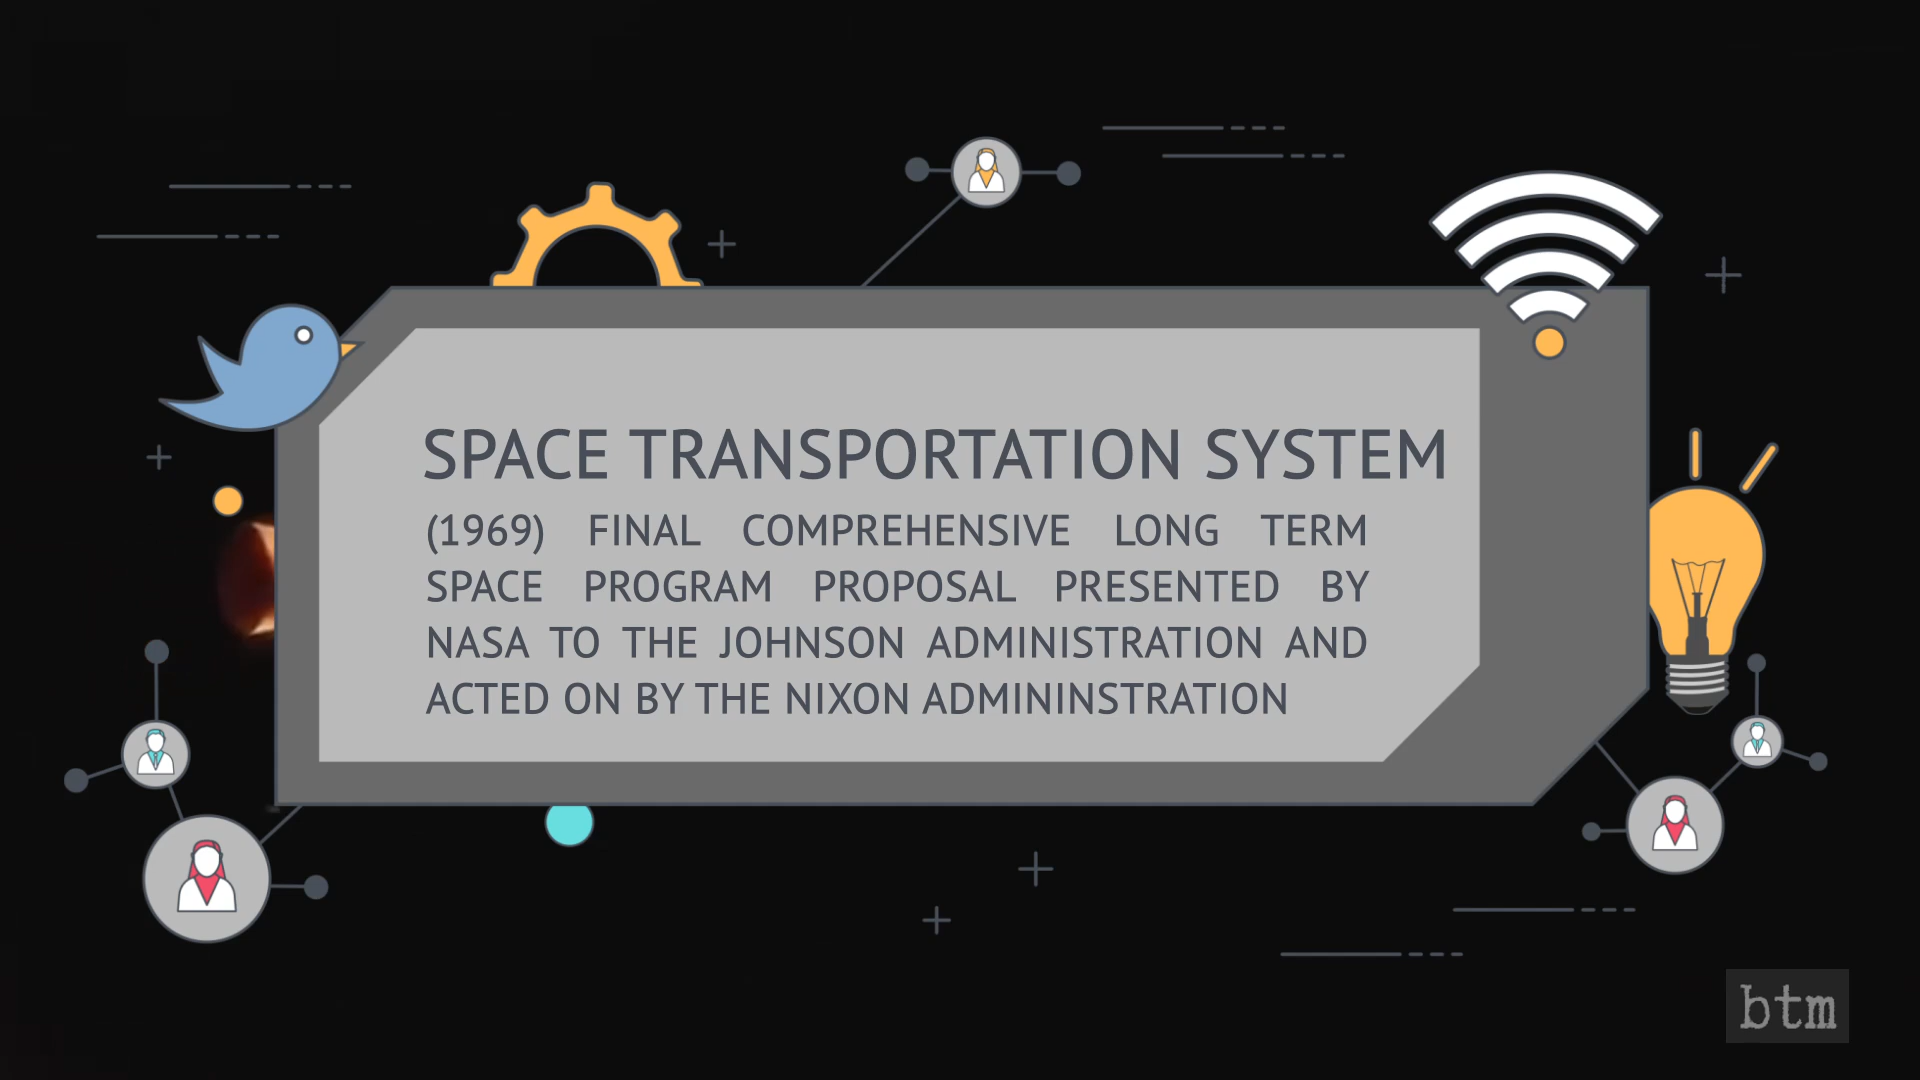 SPACE TRANSPORTATION SYSTEM
(1969) FINAL COMPREHENSIVE LONG TERM
SPACE PROGRAM PROPOSAL PRESENTED BY
NASA TO THE JOHNSON ADMINISTRATION AND
ACTED ON BY THE NIXON ADMININSTRATION
btm